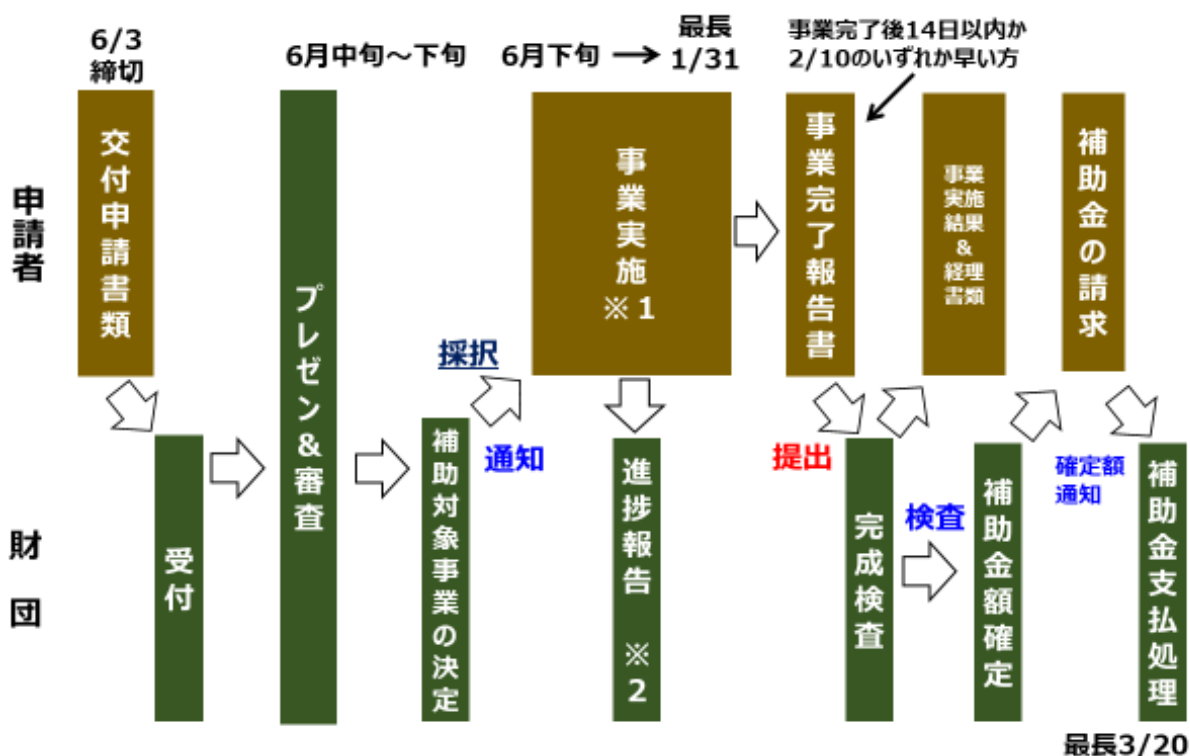 6/3
締切
6月中旬～下旬
6月下旬
最長
1/31
事業完了後14日以内か
2/10のいずれか早い方
申請者
交付申請書類
プレゼン&審査
事業実施※1
事業完了報告書
事業
実施
結果
&
経理
書類
補助金の請求
採択
通知
提出
検査
確定額
通知
財団
受付
補助対象事業の決定
進捗報告 ※2
完成検査
補助金額確定
補助金支払処理
最長3/20